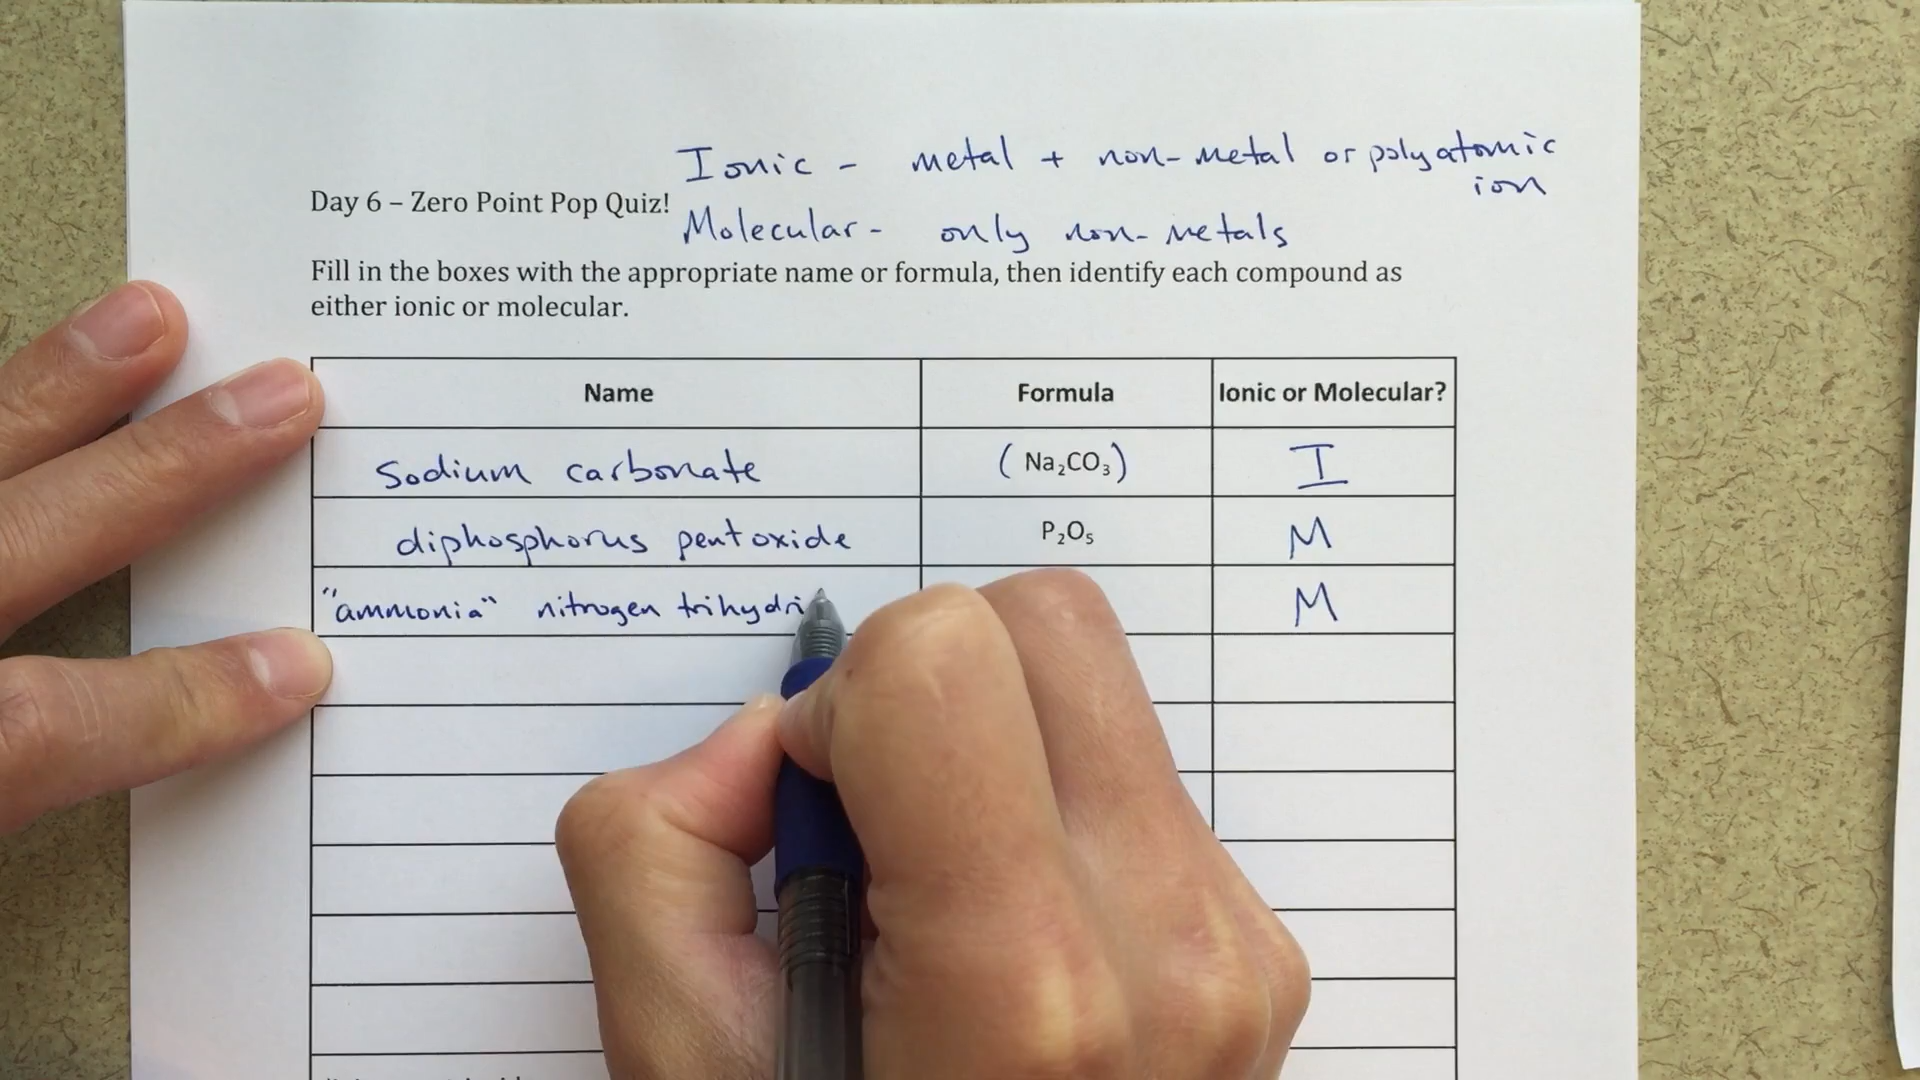 Ionic - metal + non-metal or polyatomic
ion
Day 6 – Zero Point Pop Quiz!
Molecular - only non-metals
Fill in the boxes with the appropriate name or formula, then identify each compound as
either ionic or molecular.
Name Formula Ionic or Molecular?
Sodium carbonate (Na₂CO₃) I
diphosphorus pentoxide P₂O₅ M
"ammonia" nitrogen trihydri M